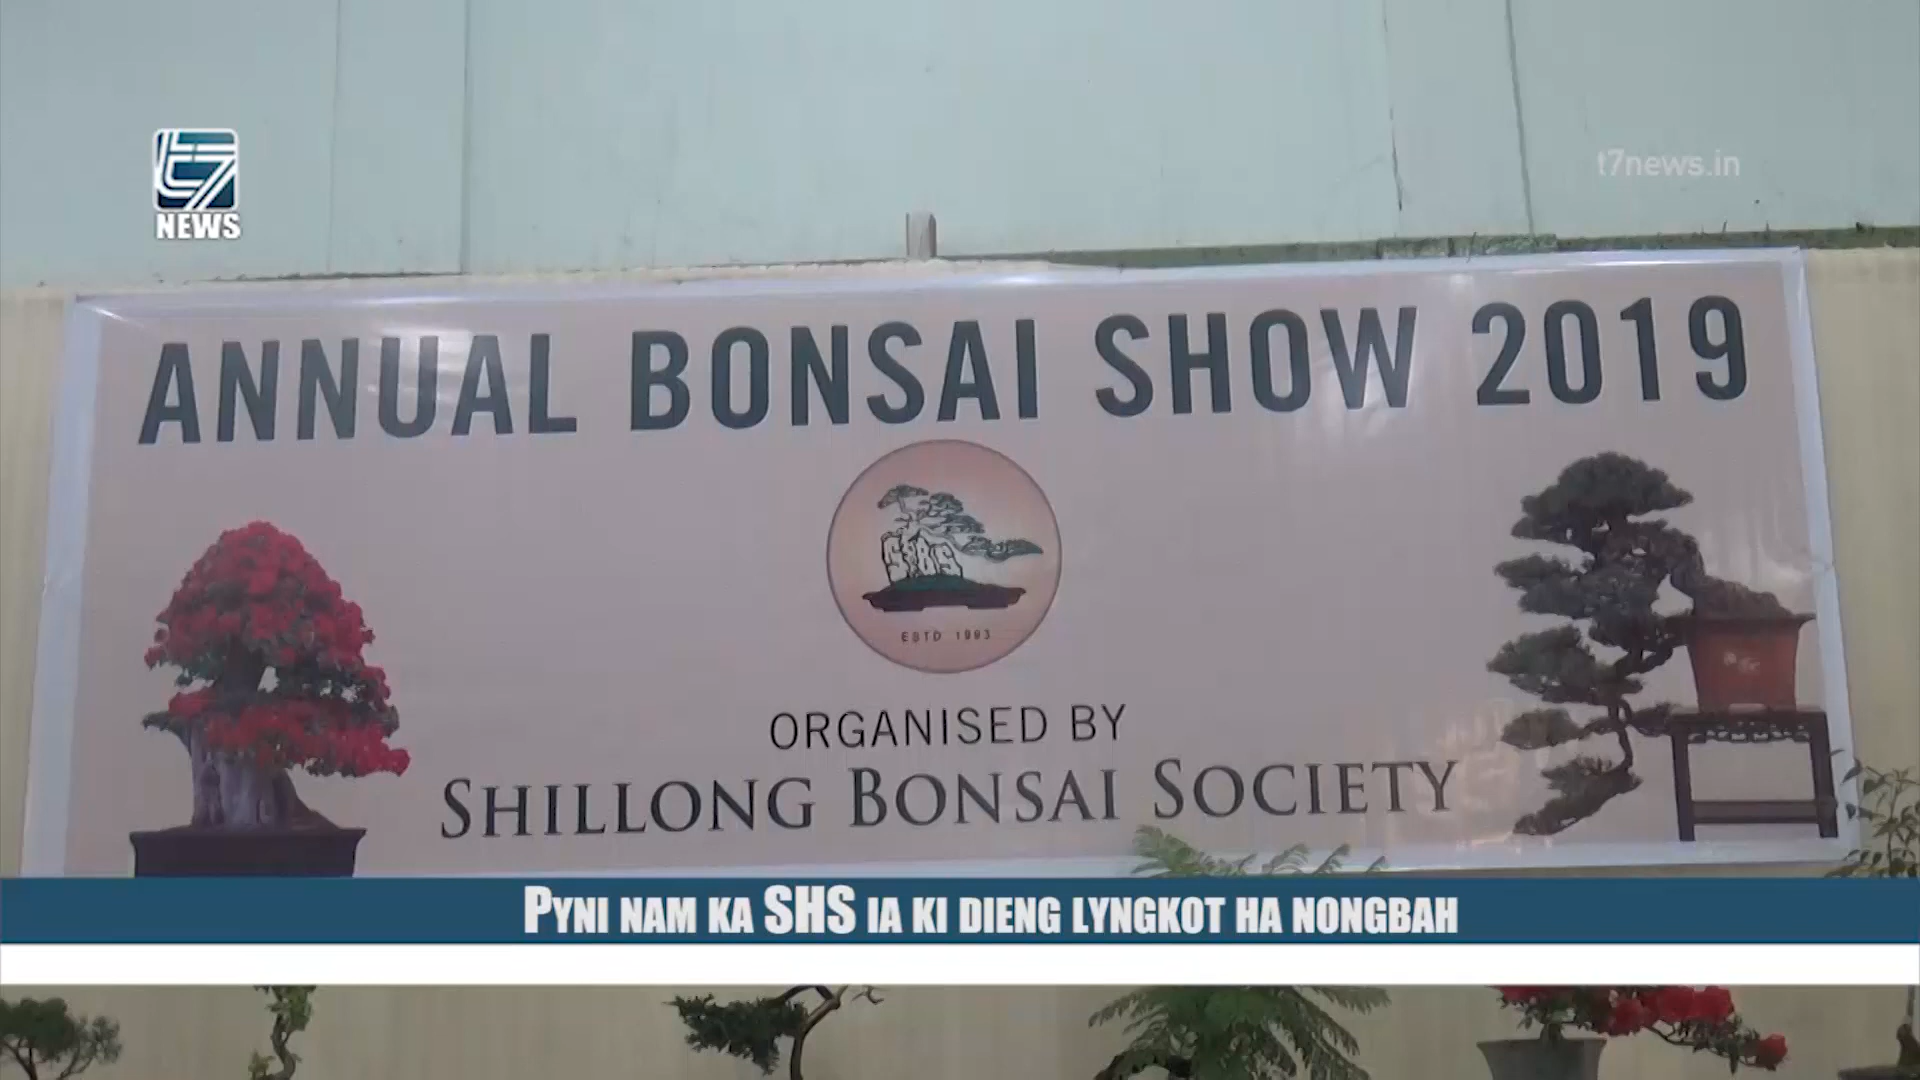 t7
NEWS
t7news.in
ANNUAL BONSAI SHOW 2019
SBS
ESTD 1993
ORGANISED BY
SHILLONG BONSAI SOCIETY
PYNI NAM KA SHS IA KI DIENG LYNGKOT HA NONGBAH